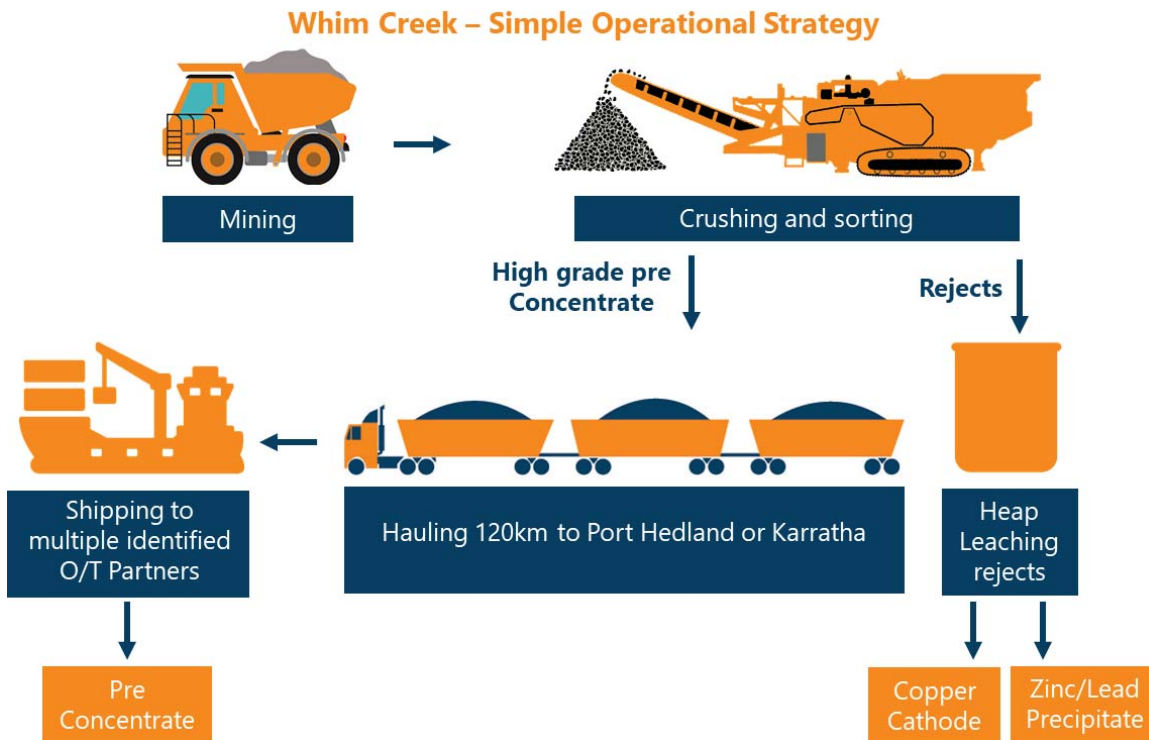 Whim Creek – Simple Operational Strategy
Mining
Crushing and sorting
High grade pre
Concentrate
Rejects
Shipping to
multiple identified
O/T Partners
Hauling 120km to Port Hedland or Karratha
Heap
Leaching
rejects
Pre
Concentrate
Copper
Cathode
Zinc/Lead
Precipitate